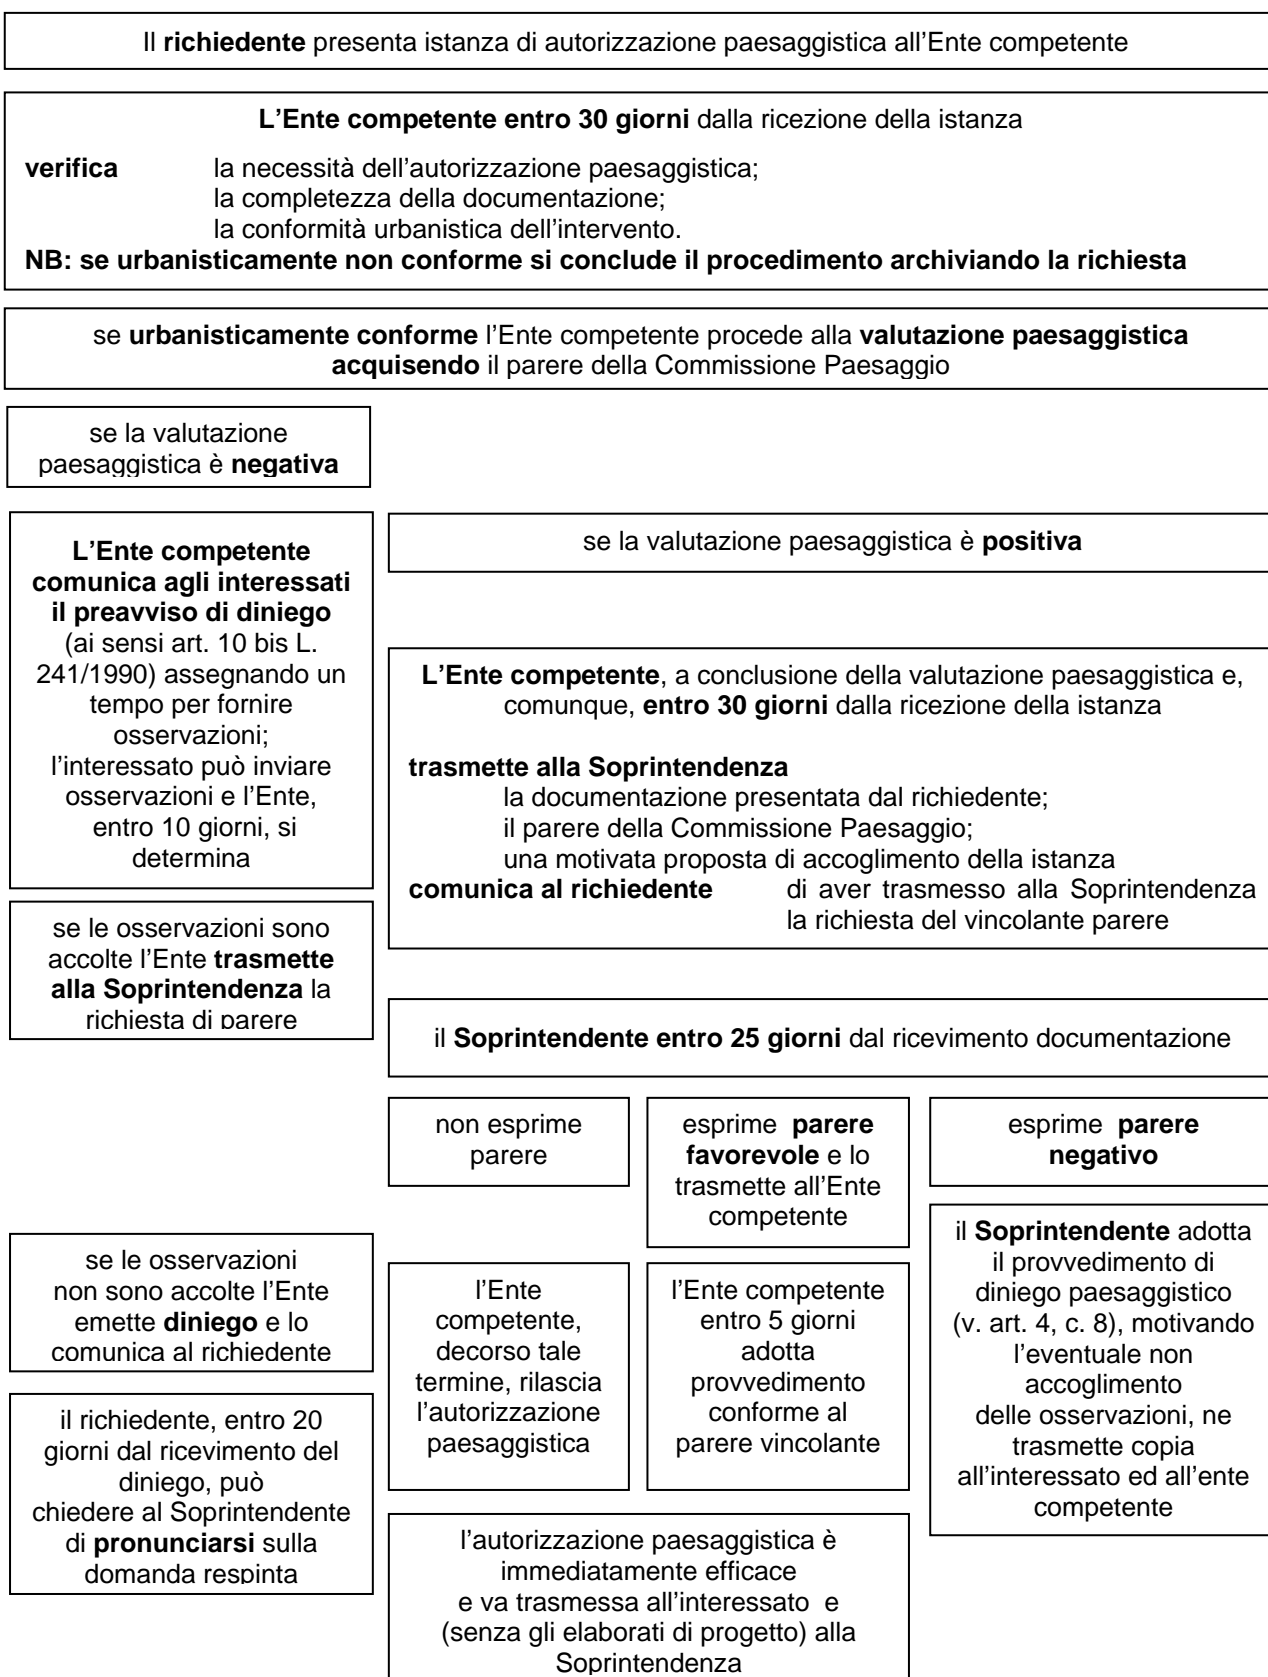 Il richiedente presenta istanza di autorizzazione paesaggistica all’Ente competente
L’Ente competente entro 30 giorni dalla ricezione della istanza
verifica la necessità dell’autorizzazione paesaggistica;
la completezza della documentazione;
la conformità urbanistica dell’intervento.
NB: se urbanisticamente non conforme si conclude il procedimento archiviando la richiesta
se urbanisticamente conforme l’Ente competente procede alla valutazione paesaggistica
acquisendo il parere della Commissione Paesaggio
se la valutazione
paesaggistica è negativa
L’Ente competente
comunica agli interessati
il preavviso di diniego
(ai sensi art. 10 bis L.
241/1990) assegnando un
tempo per fornire
osservazioni;
l’interessato può inviare
osservazioni e l’Ente,
entro 10 giorni, si
determina
se le osservazioni sono
accolte l’Ente trasmette
alla Soprintendenza la
richiesta di parere
se le osservazioni
non sono accolte l’Ente
emette diniego e lo
comunica al richiedente
il richiedente, entro 20
giorni dal ricevimento del
diniego, può
chiedere al Soprintendente
di pronunciarsi sulla
domanda respinta
se la valutazione paesaggistica è positiva
L’Ente competente, a conclusione della valutazione paesaggistica e,
comunque, entro 30 giorni dalla ricezione della istanza
trasmette alla Soprintendenza
la documentazione presentata dal richiedente;
il parere della Commissione Paesaggio;
una motivata proposta di accoglimento della istanza
comunica al richiedente di aver trasmesso alla Soprintendenza
la richiesta del vincolante parere
il Soprintendente entro 25 giorni dal ricevimento documentazione
non esprime
parere
l’Ente
competente,
decorso tale
termine, rilascia
l’autorizzazione
paesaggistica
esprime parere
favorevole e lo
trasmette all’Ente
competente
l’Ente competente
entro 5 giorni
adotta
provvedimento
conforme al
parere vincolante
esprime parere
negativo
il Soprintendente adotta
il provvedimento di
diniego paesaggistico
(v. art. 4, c. 8), motivando
l’eventuale non
accoglimento
delle osservazioni, ne
trasmette copia
all’interessato ed all’ente
competente
l’autorizzazione paesaggistica è
immediatamente efficace
e va trasmessa all’interessato e
(senza gli elaborati di progetto) alla
Soprintendenza